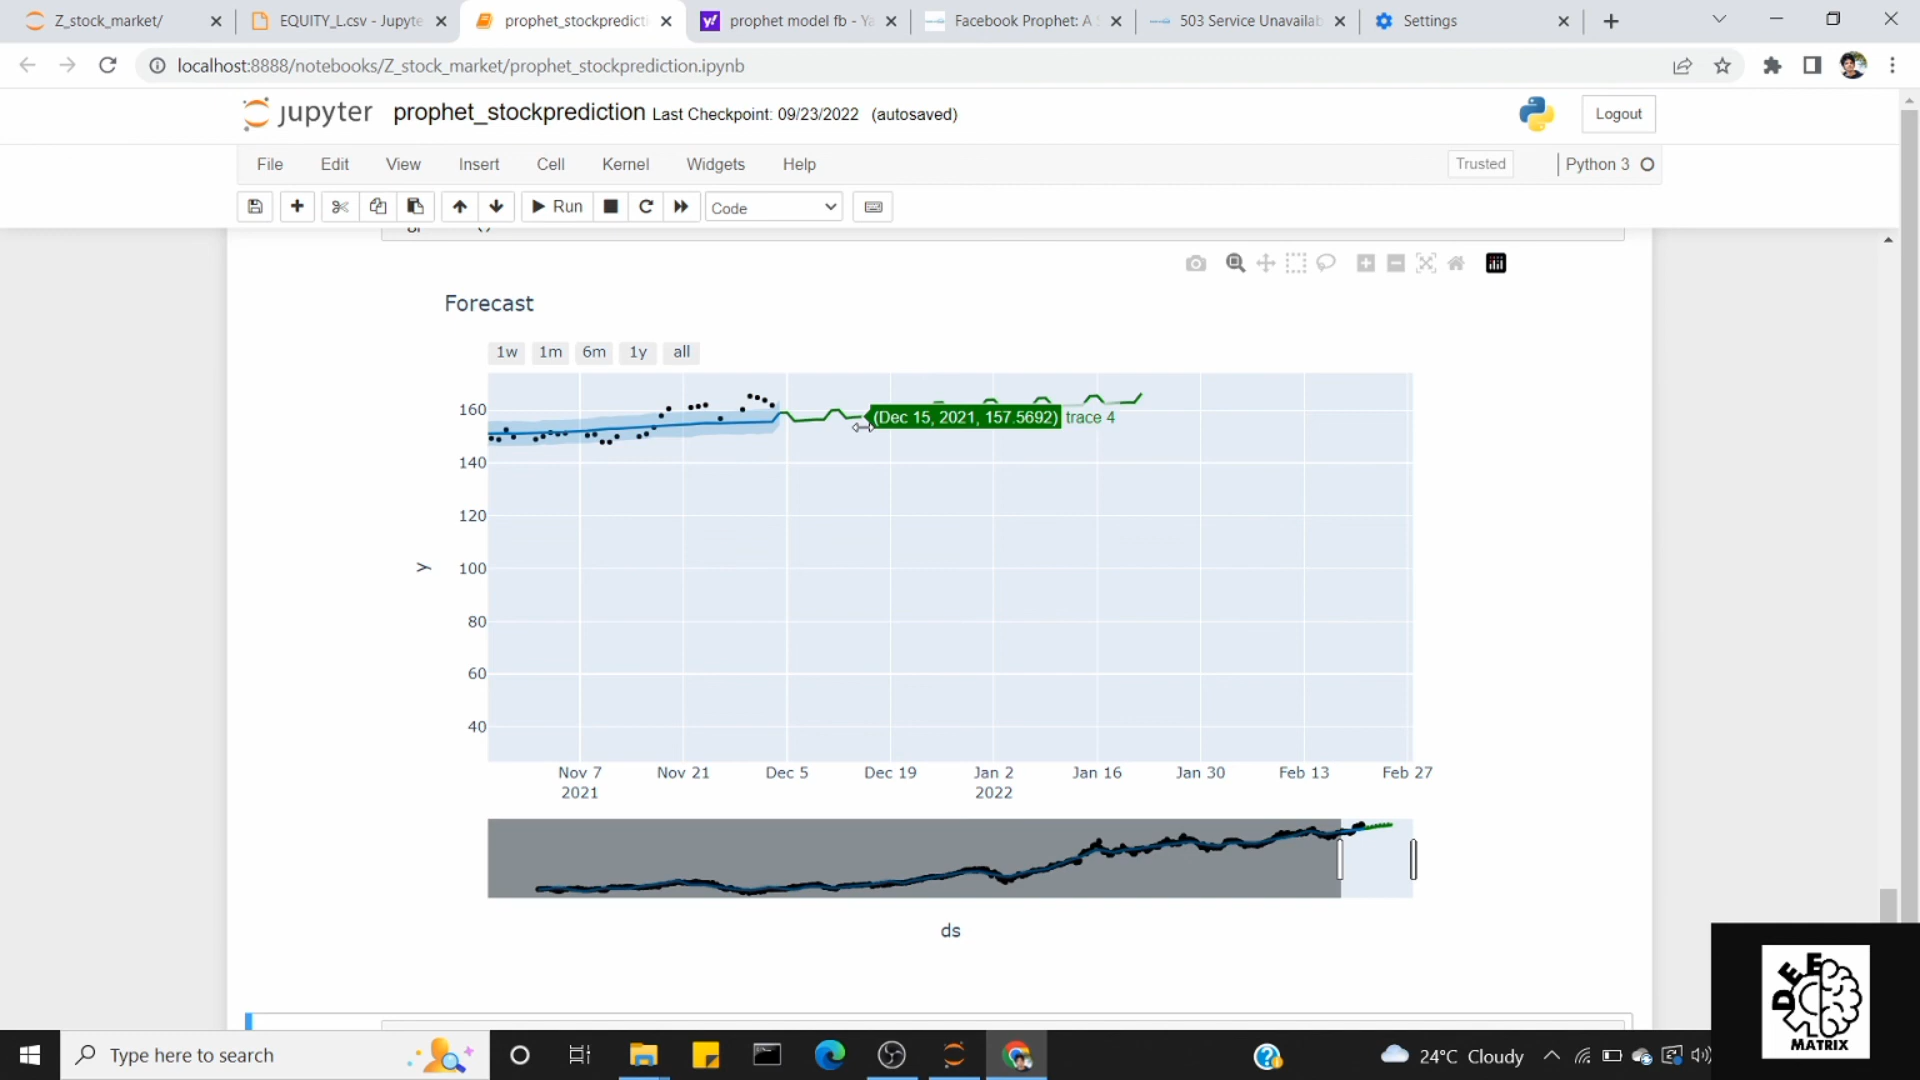 Z_stock_market/
EQUITY_L.csv - Jupyte
prophet_stockpredicti
prophet model fb - Ya
Facebook Prophet: A S
503 Service Unavailab
Settings
localhost:8888/notebooks/Z_stock_market/prophet_stockprediction.ipynb
jupyter prophet_stockprediction Last Checkpoint: 09/23/2022 (autosaved)
Logout
File Edit View Insert Cell Kernel Widgets Help
Trusted
Python 3
Run
Code
Forecast
1w 1m 6m 1y all
160
(Dec 15, 2021, 157.5692) trace 4
140
120
100
y
80
60
40
Nov 7 Nov 21 Dec 5 Dec 19 Jan 2 Jan 16 Jan 30 Feb 13 Feb 27
2021 2022
ds
DEE
MATRIX
Type here to search
24°C Cloudy